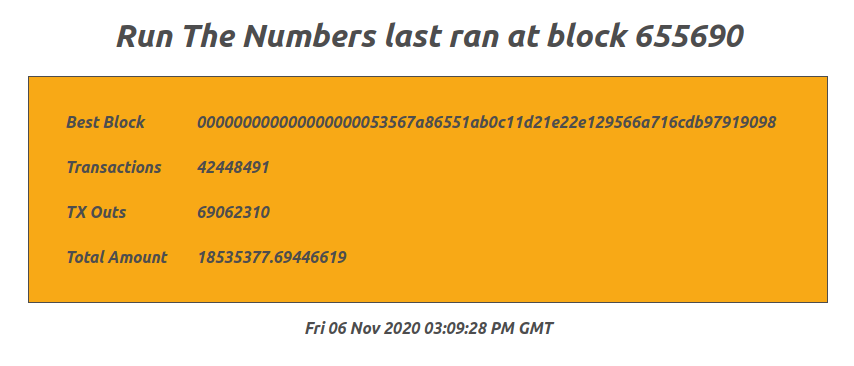 Run The Numbers last ran at block 655690
Best Block 00000000000000000053567a86551ab0c11d21e22e129566a716cdb97919098
Transactions 42448491
TX Outs 69062310
Total Amount 18535377.69446619
Fri 06 Nov 2020 03:09:28 PM GMT